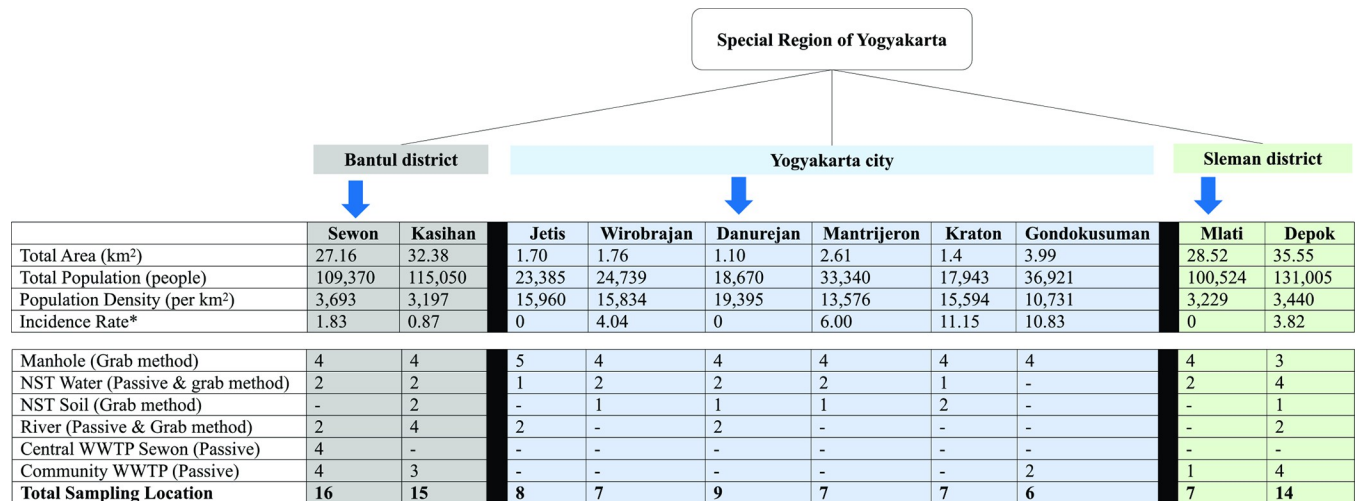 Special Region of Yogyakarta
Bantul district Yogyakarta city Sleman district
Sewon Kasihan Jetis Wirobrajan Danurejan Mantrijeron Kraton Gondokusuman Mlati Depok
Total Area (km²) 27.16 32.38 1.70 1.76 1.10 2.61 1.4 3.99 28.52 35.55
Total Population (people) 109,370 115,050 23,385 24,739 18,670 33,340 17,943 36,921 100,524 131,005
Population Density (per km²) 3,693 3,197 15,960 15,834 19,395 13,576 15,594 10,731 3,229 3,440
Incidence Rate* 1.83 0.87 0 4.04 0 6.00 11.15 10.83 0 3.82
Manhole (Grab method) 4 4 5 4 4 4 4 4 4 3
NST Water (Passive & grab method) 2 2 1 2 2 2 1 - 2 4
NST Soil (Grab method) - 2 - 1 1 1 2 - - 1
River (Passive & Grab method) 2 4 2 - 2 - - - - 2
Central WWTP Sewon (Passive) 4 - - - - - - - - -
Community WWTP (Passive) 4 3 - - - - - 2 1 4
Total Sampling Location 16 15 8 7 9 7 7 6 7 14